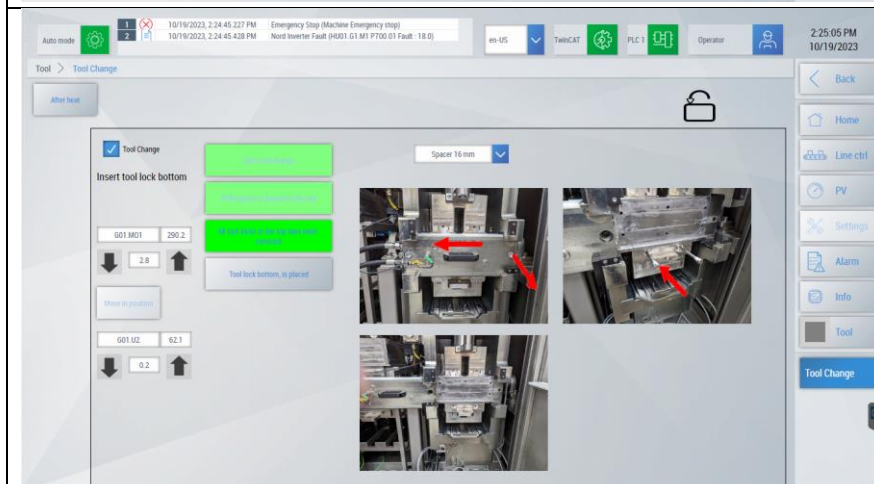 Auto mode
1 10/19/2023, 2:24:45.227 PM Emergency Stop (Machine Emergency stop)
2 10/19/2023, 2:24:45.428 PM Nord Inverter Fault (HU01.G1.M1 P700.01 Fault : 18.0)
en-US
TwinCAT
PLC 1
Operator
2:25:05 PM
10/19/2023
Tool > Tool Change
Back
After heat
Home
Tool Change
Spacer 16 mm
Line ctrl
Insert tool lock bottom
PV
G01.MO1 290.2
Settings
2.8
Tool lock bottom, is placed
Alarm
Move in position
Info
G01.U2 62.1
Tool
0.2
Tool Change